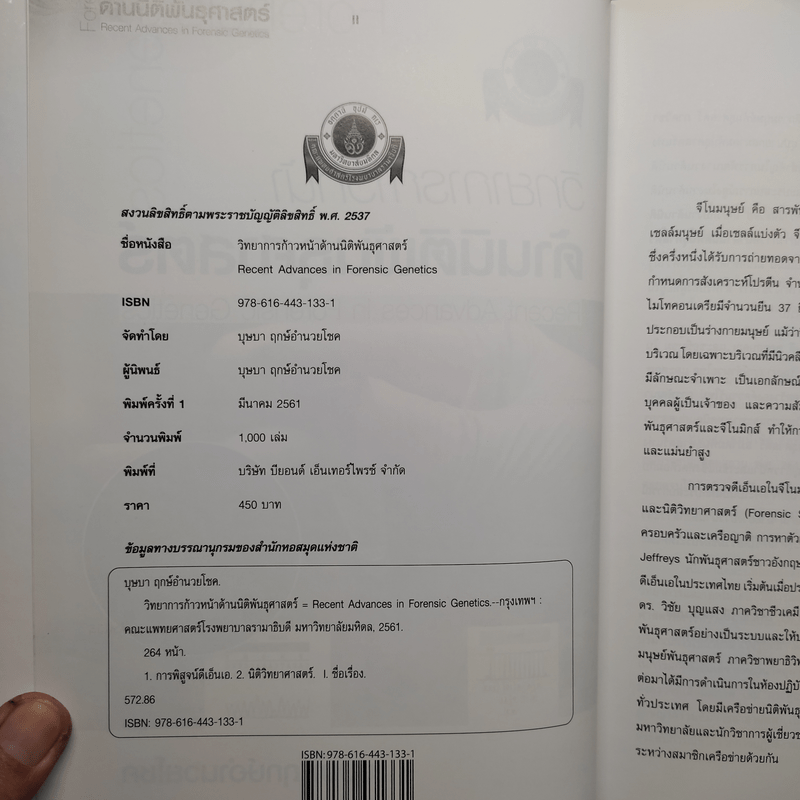 ด้านนิติพันธุศาสตร์
Recent Advances in Forensic Genetics
II
มหาวิทยาลัยมหิดล
สงวนลิขสิทธิ์ตามพระราชบัญญัติลิขสิทธิ์ พ.ศ. 2537
ชื่อหนังสือ วิทยาการก้าวหน้าด้านนิติพันธุศาสตร์
Recent Advances in Forensic Genetics
ISBN 978-616-443-133-1
จัดทำโดย บุษบา ฤกษ์อำนวยโชค
ผู้นิพนธ์ บุษบา ฤกษ์อำนวยโชค
พิมพ์ครั้งที่ 1 มีนาคม 2561
จำนวนพิมพ์ 1,000 เล่ม
พิมพ์ที่ บริษัท บียอนด์ เอ็นเทอร์ไพรซ์ จำกัด
ราคา 450 บาท
ข้อมูลทางบรรณานุกรมของสำนักหอสมุดแห่งชาติ
บุษบา ฤกษ์อำนวยโชค.
วิทยาการก้าวหน้าด้านนิติพันธุศาสตร์ = Recent Advances in Forensic Genetics.--กรุงเทพฯ :
คณะแพทยศาสตร์โรงพยาบาลรามาธิบดี มหาวิทยาลัยมหิดล, 2561.
264 หน้า.
1. การพิสูจน์ดีเอ็นเอ. 2. นิติวิทยาศาสตร์. I. ชื่อเรื่อง.
572.86
ISBN: 978-616-443-133-1
ISBN: 978-616-443-133-1
จีโนมมนุษย์ คือ สารพัน
เซลล์มนุษย์ เมื่อเซลล์แบ่งตัว จี
ซึ่งครึ่งหนึ่งได้รับการถ่ายทอดจา
กำหนดการสังเคราะห์โปรตีน จำน
ไมโทคอนเดรียมีจำนวนยีน 37
ประกอบเป็นร่างกายมนุษย์ แม้ว่า
บริเวณ โดยเฉพาะบริเวณที่มีนิวคลี
มีลักษณะจำเพาะ เป็นเอกลักษณ์
บุคคลผู้เป็นเจ้าของ และความสั
พันธุศาสตร์และจีโนมิกส์ ทำให้กา
และแม่นยำสูง
การตรวจดีเอ็นเอในจีโนม
และนิติวิทยาศาสตร์ (Forensic S
ครอบครัวและเครือญาติ การหาตัว
Jeffreys นักพันธุศาสตร์ชาวอังกฤษ
ดีเอ็นเอในประเทศไทย เริ่มต้นเมื่อป
ดร. วิชัย บุญแสง ภาควิชาชีวเคมี
พันธุศาสตร์อย่างเป็นระบบและให้บ
มนุษย์พันธุศาสตร์ ภาควิชาพยาธิวิท
ต่อมาได้มีการดำเนินการในห้องปฏิบั
ทั่วประเทศ โดยมีเครือข่ายนิติพันธุ
มหาวิทยาลัยและนักวิชาการผู้เชี่ยวช
ระหว่างสมาชิกเครือข่ายด้วยกัน